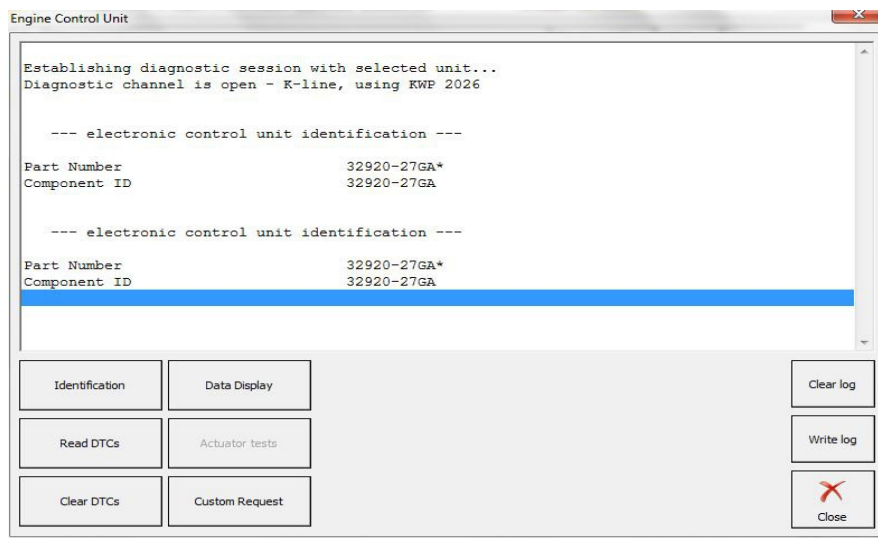 Engine Control Unit
Establishing diagnostic session with selected unit...
Diagnostic channel is open - K-line, using KWP 2026
--- electronic control unit identification ---
Part Number 32920-27GA*
Component ID 32920-27GA
--- electronic control unit identification ---
Part Number 32920-27GA*
Component ID 32920-27GA
Identification Data Display Clear log
Read DTCs Actuator tests Write log
Clear DTCs Custom Request Close